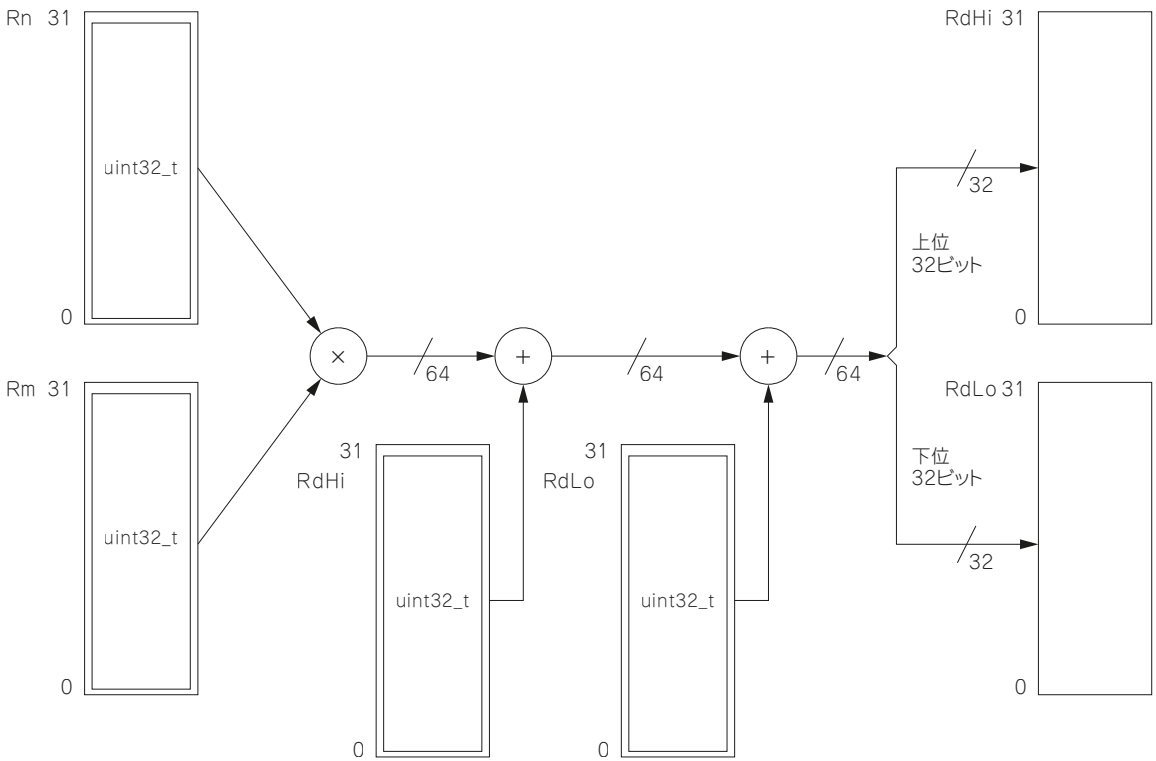 Rn 31
uint32_t
0
Rm 31
uint32_t
0
×
64
+
64
+
64
31
RdHi
uint32_t
0
31
RdLo
uint32_t
0
RdHi 31
32
上位
32ビット
0
RdLo 31
下位
32ビット
32
0